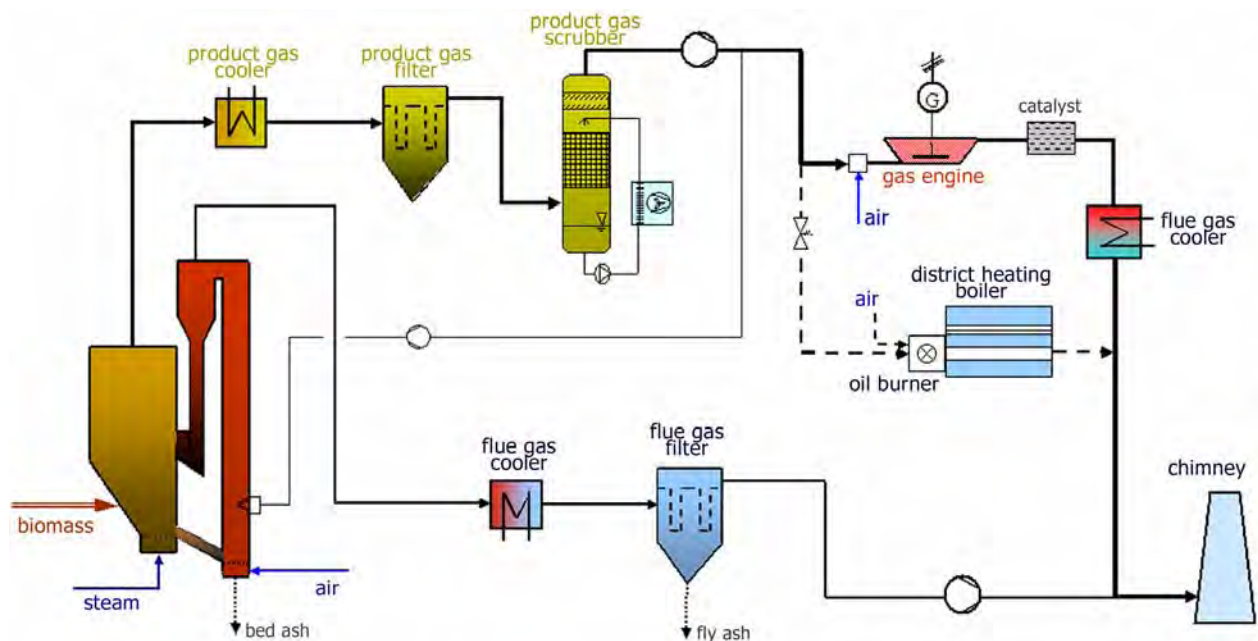 product gas
scrubber
product gas
cooler
product gas
filter
G
catalyst
gas engine
air
flue gas
cooler
district heating
boiler
air
oil burner
flue gas
cooler
flue gas
filter
chimney
biomass
steam
air
bed ash
fly ash